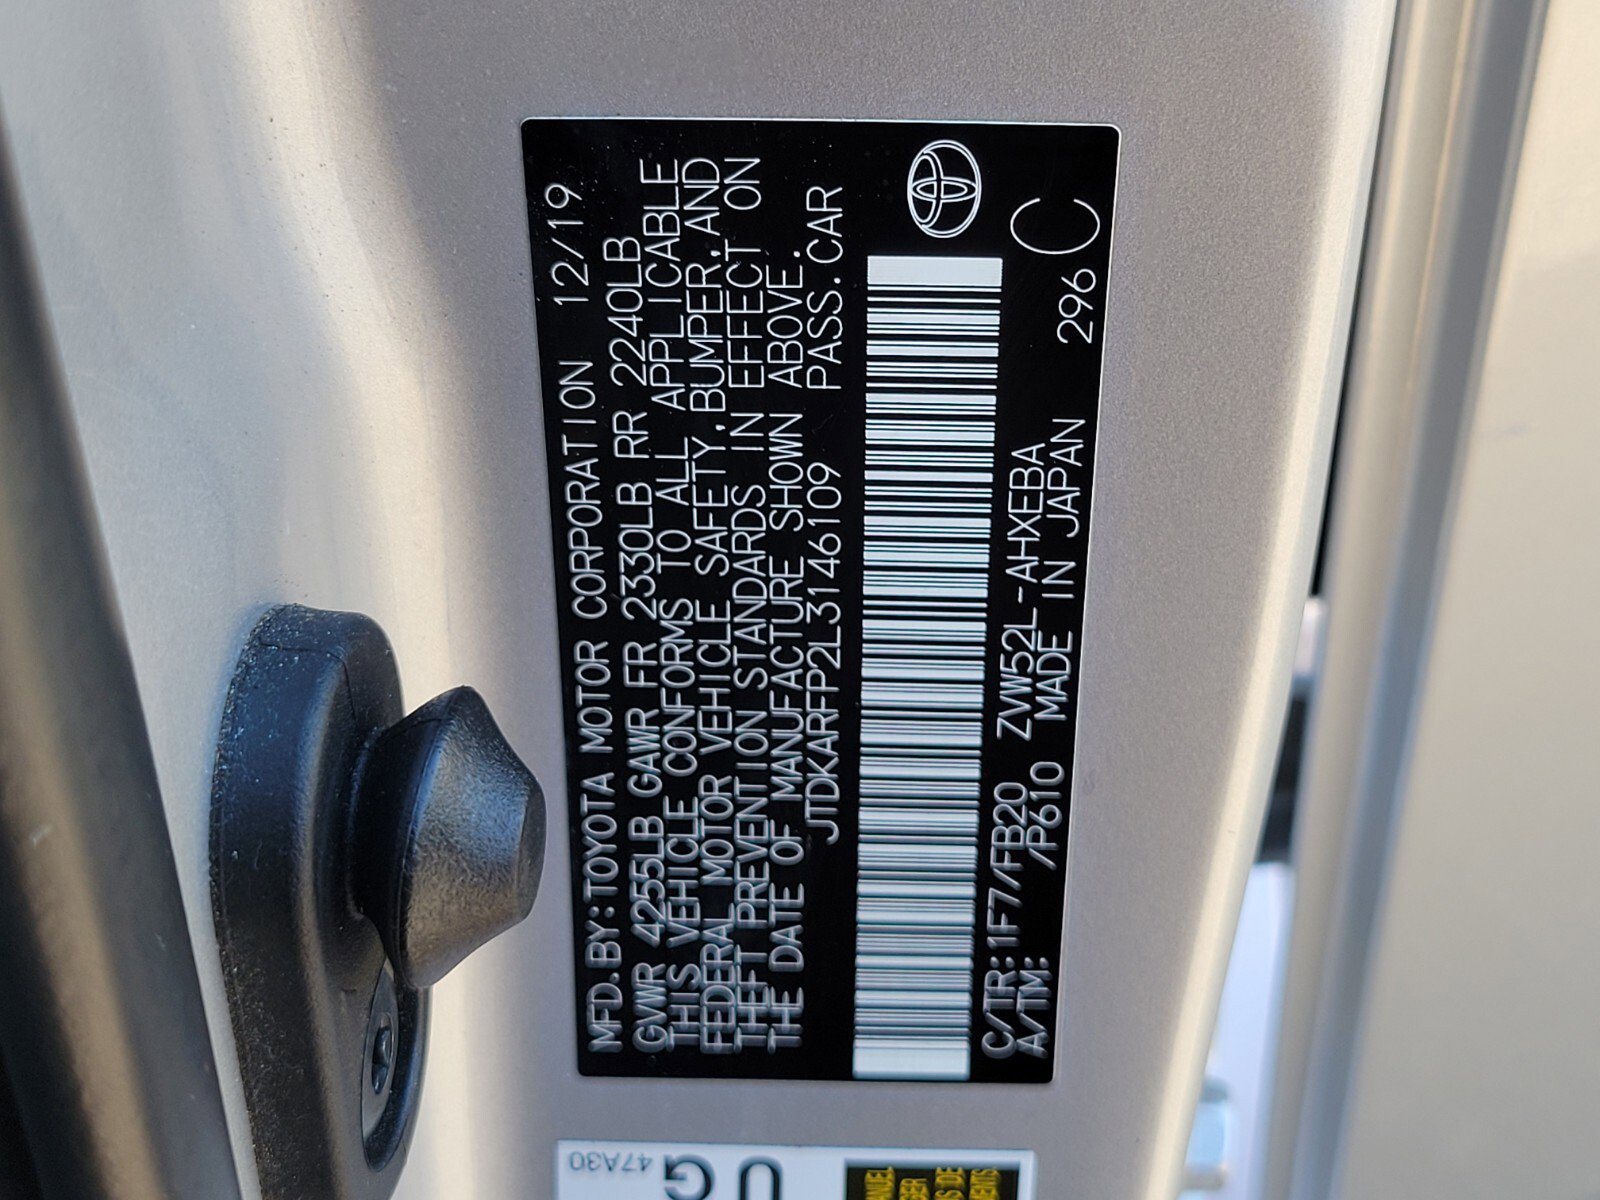 MFD.BY:TOYOTA MOTOR CORPORATION 12/19
GVWR 4255LB GAWR FR 2330LB RR 2240LB
THIS VEHICLE CONFORMS TO ALL APPLICABLE
FEDERAL MOTOR VEHICLE SAFETY,BUMPER,AND
THEFT PREVENTION STANDARDS IN EFFECT ON
THE DATE OF MANUFACTURE SHOWN ABOVE.
JTDKARFP2L3146109 PASS.CAR
C/TR:1F7/FB20 ZVW52L-AHXEBA C
A/TM: /P610 MADE IN JAPAN 296
47A30